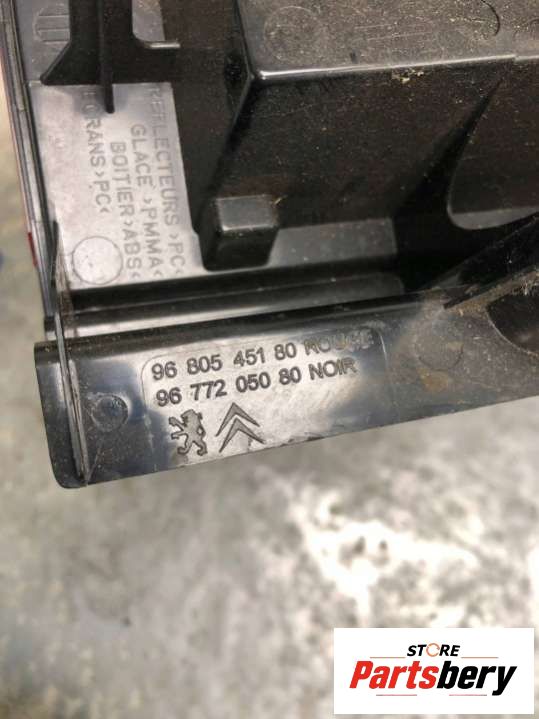 REFLECTEURS >PC<
GLACE >PMMA<
BOITIER >ABS<
ECRANS >PC<
96 805 451 80 ROUGE
96 772 050 80 NOIR
STORE
Partsbery